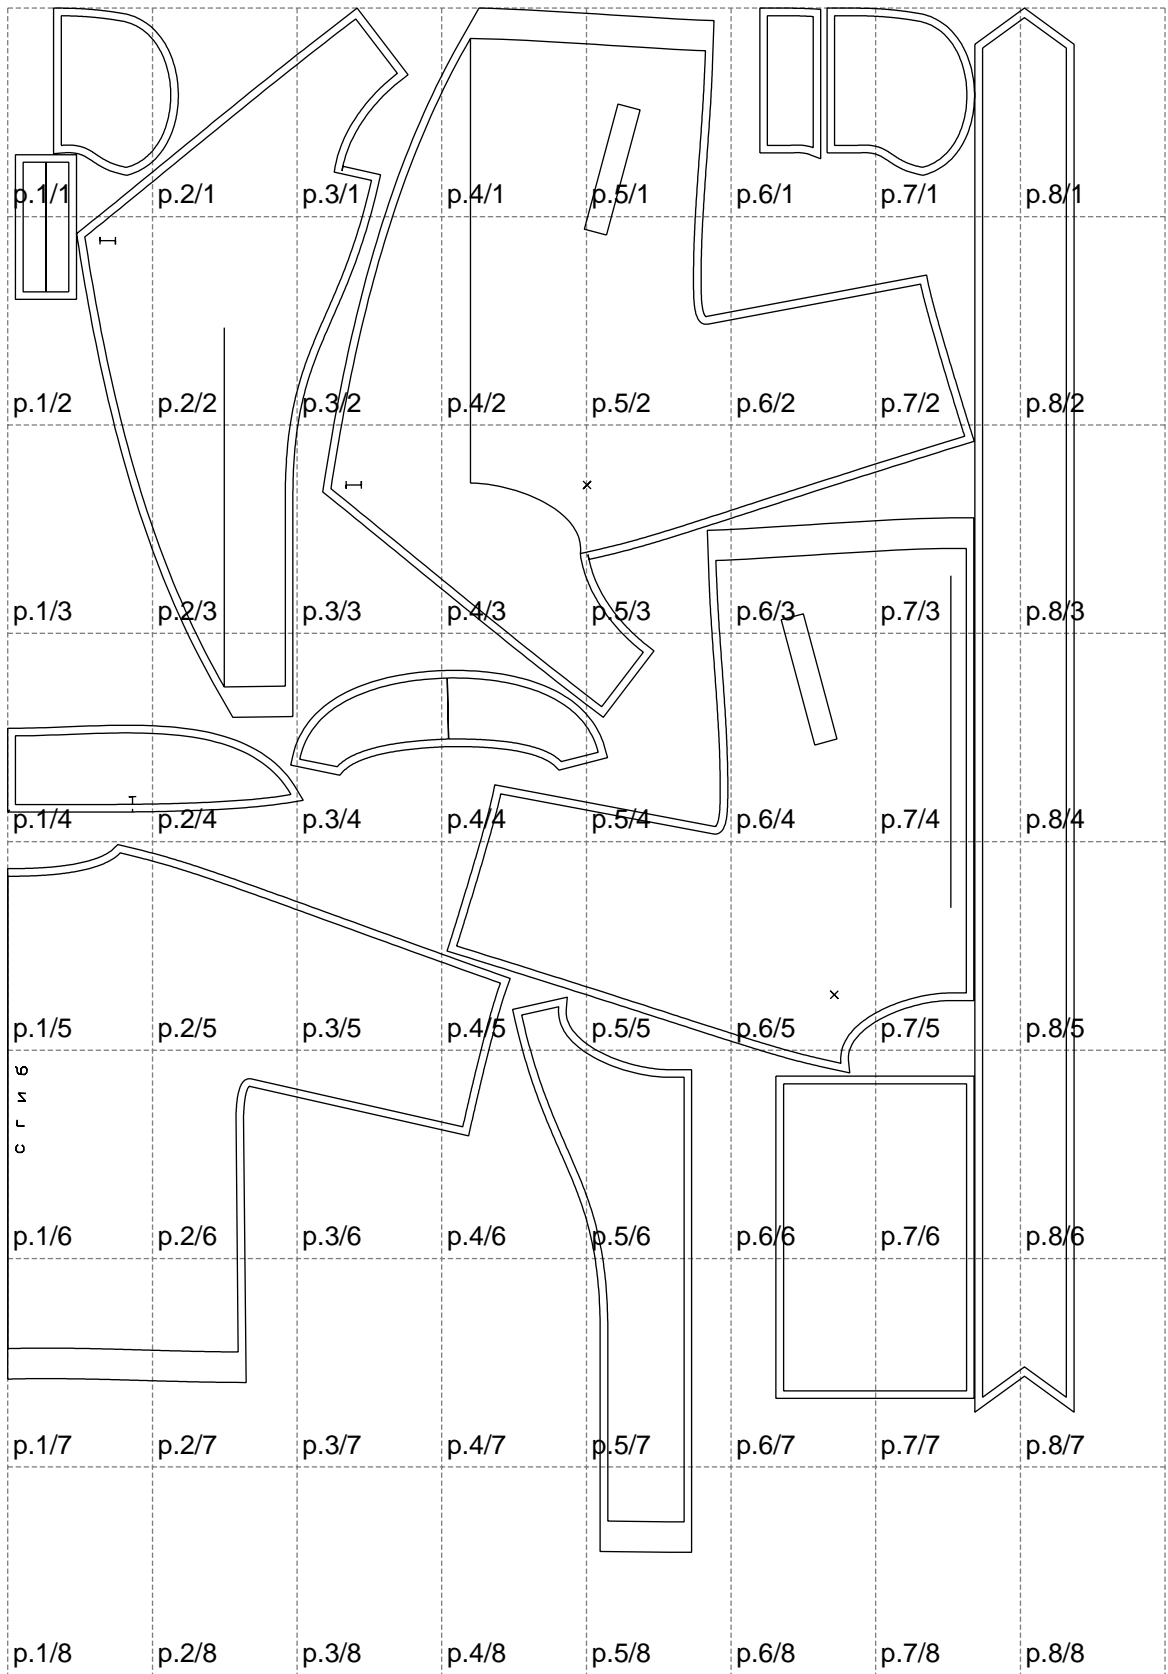 p.1/1 p.2/1 p.3/1 p.4/1 p.5/1 p.6/1 p.7/1 p.8/1
p.1/2 p.2/2 p.3/2 p.4/2 p.5/2 p.6/2 p.7/2 p.8/2
p.1/3 p.2/3 p.3/3 p.4/3 p.5/3 p.6/3 p.7/3 p.8/3
p.1/4 p.2/4 p.3/4 p.4/4 p.5/4 p.6/4 p.7/4 p.8/4
p.1/5 p.2/5 p.3/5 p.4/5 p.5/5 p.6/5 p.7/5 p.8/5
сгиб
p.1/6 p.2/6 p.3/6 p.4/6 p.5/6 p.6/6 p.7/6 p.8/6
p.1/7 p.2/7 p.3/7 p.4/7 p.5/7 p.6/7 p.7/7 p.8/7
p.1/8 p.2/8 p.3/8 p.4/8 p.5/8 p.6/8 p.7/8 p.8/8